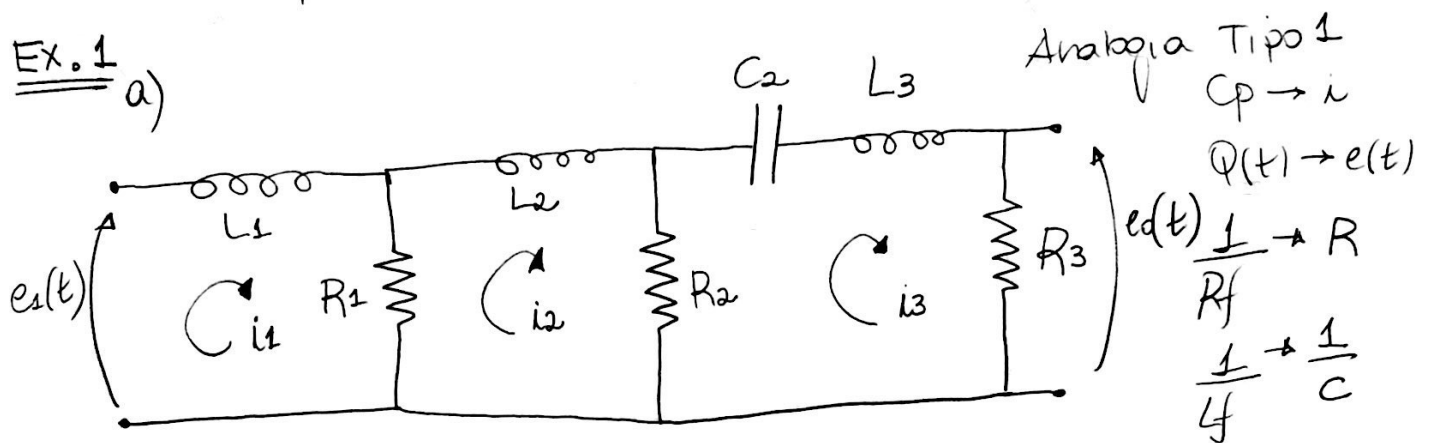 Ex. 1
a)
Analogia Tipo 1
Cp → i
Q(t) → e(t)
1/Rf → R
1/Lf → 1/C
C2
L3
L1
L2
e1(t)
i1
R1
i2
R2
i3
R3
eo(t)